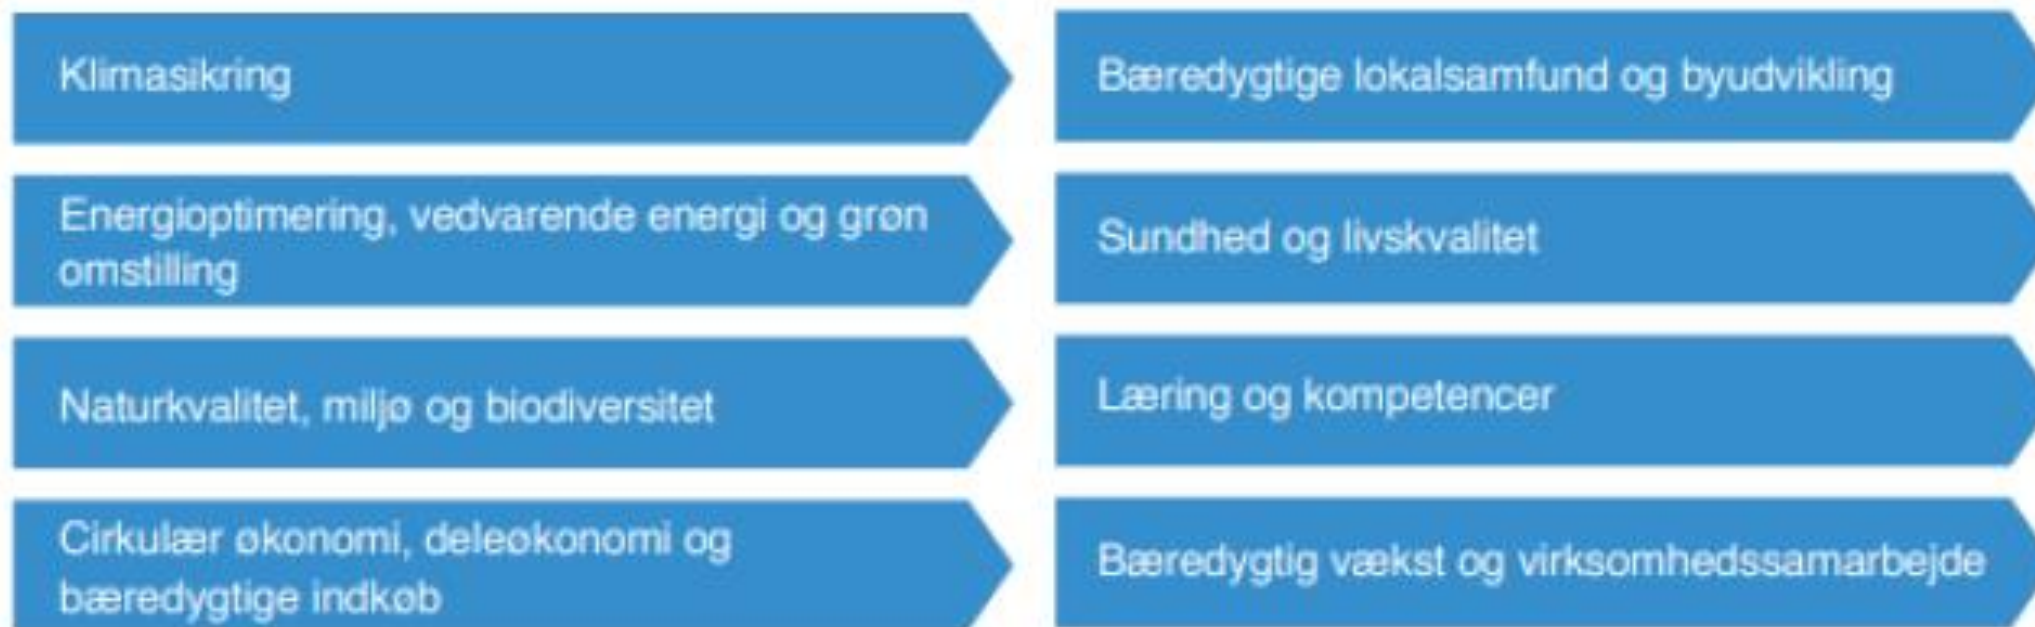 Klimasikring
Energioptimering, vedvarende energi og grøn
omstilling
Naturkvalitet, miljø og biodiversitet
Cirkulær økonomi, deleøkonomi og
bæredygtige indkøb
Bæredygtige lokalsamfund og byudvikling
Sundhed og livskvalitet
Læring og kompetencer
Bæredygtig vækst og virksomhedssamarbejde